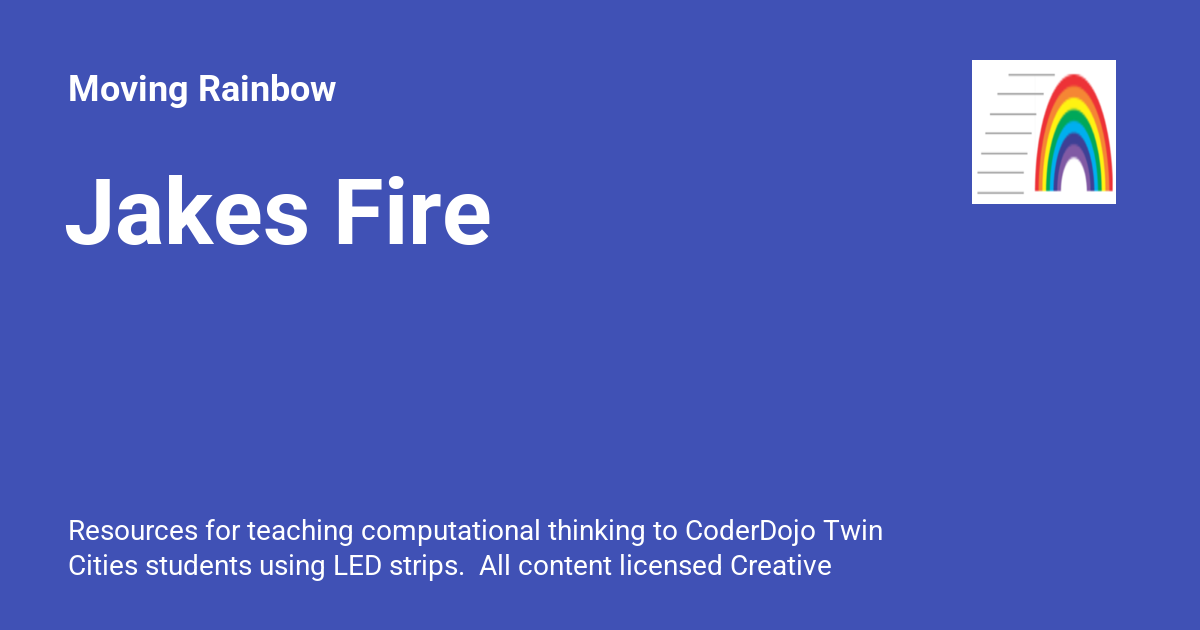 Moving Rainbow
Jakes Fire
Resources for teaching computational thinking to CoderDojo Twin
Cities students using LED strips.  All content licensed Creative